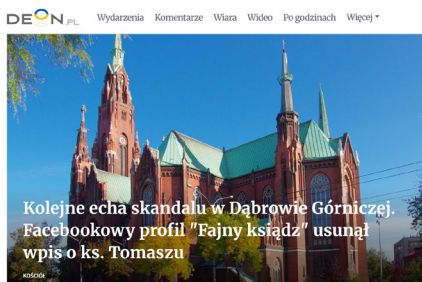 DEON.PL Wydarzenia Komentarze Wiara Wideo Po godzinach Więcej
Kolejne echa skandalu w Dąbrowie Górniczej.
Facebookowy profil "Fajny ksiądz" usunął
wpis o ks. Tomaszu
KOŚCIÓŁ